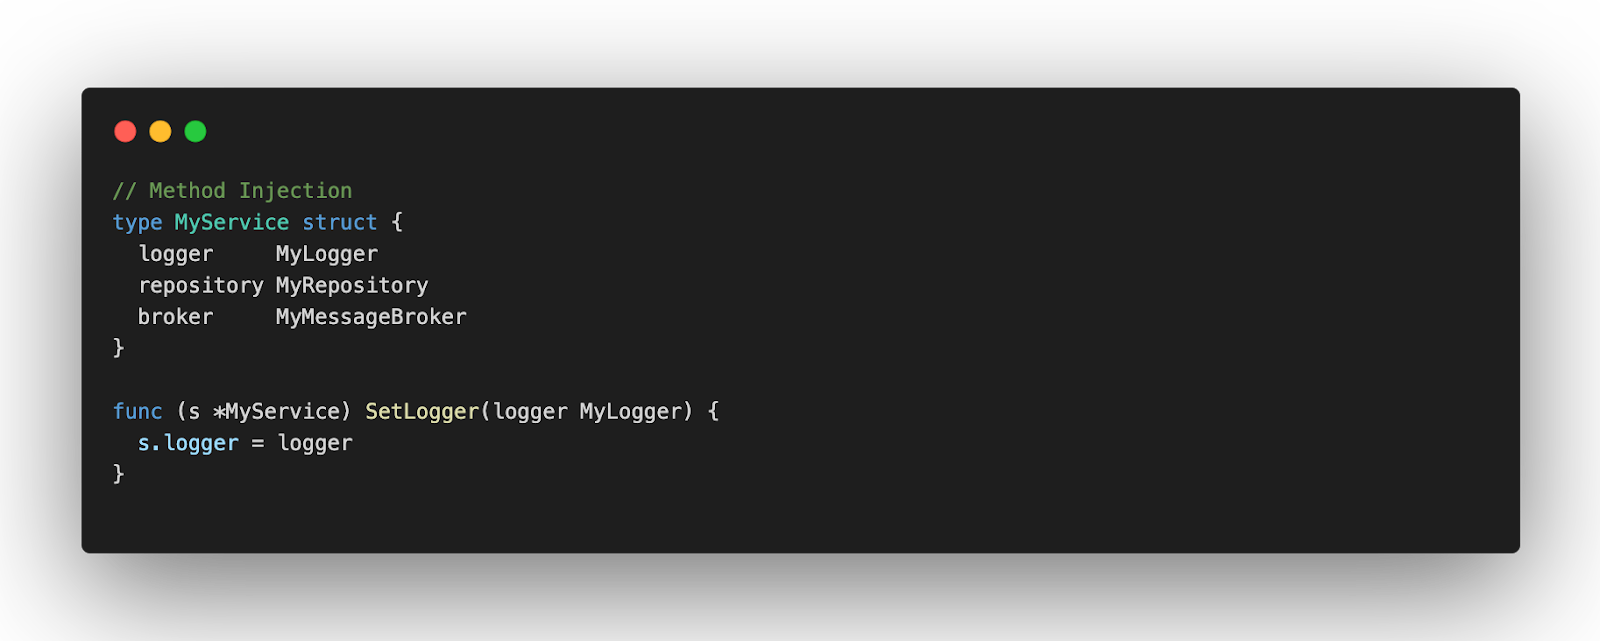 // Method Injection
type MyService struct {
  logger     MyLogger
  repository MyRepository
  broker     MyMessageBroker
}

func (s *MyService) SetLogger(logger MyLogger) {
  s.logger = logger
}